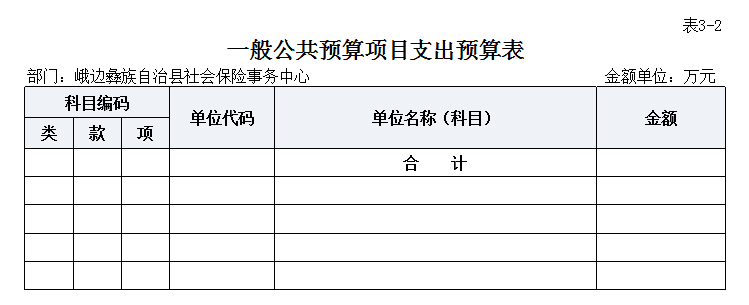 表3-2
一般公共预算项目支出预算表
部门：峨边彝族自治县社会保险事务中心 金额单位：万元
科目编码 单位代码 单位名称（科目） 金额
类 款 项
合 计